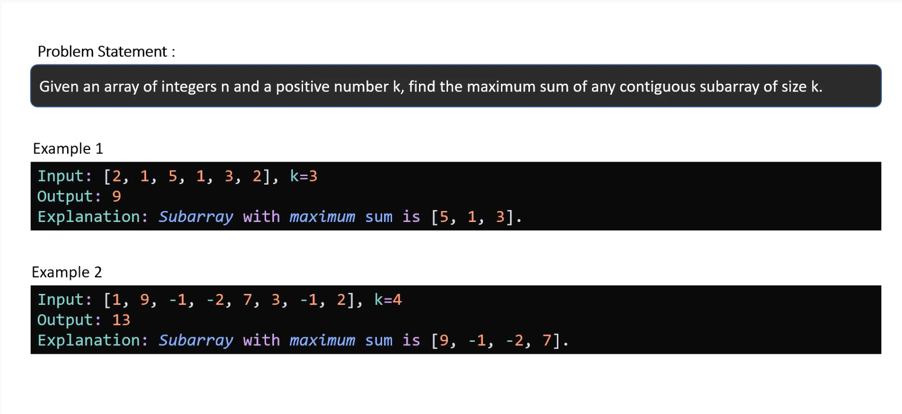 Problem Statement :
Given an array of integers n and a positive number k, find the maximum sum of any contiguous subarray of size k.
Example 1
Input: [2, 1, 5, 1, 3, 2], k=3
Output: 9
Explanation: Subarray with maximum sum is [5, 1, 3].
Example 2
Input: [1, 9, -1, -2, 7, 3, -1, 2], k=4
Output: 13
Explanation: Subarray with maximum sum is [9, -1, -2, 7].